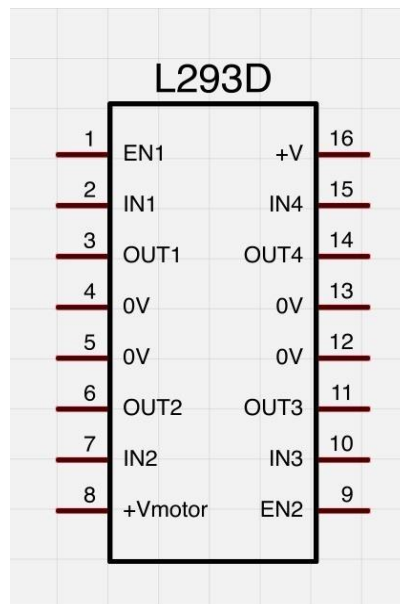 L293D
1 EN1 +V 16
2 IN1 IN4 15
3 OUT1 OUT4 14
4 0V 0V 13
5 0V 0V 12
6 OUT2 OUT3 11
7 IN2 IN3 10
8 +Vmotor EN2 9